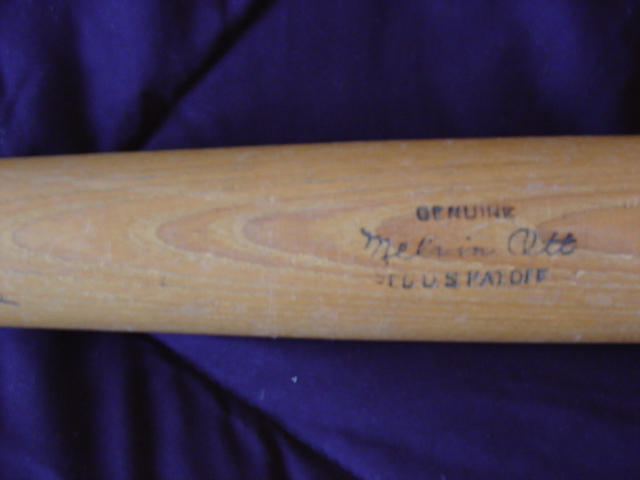 GENUINE
Melvin Ott
U.S PAT.OFF